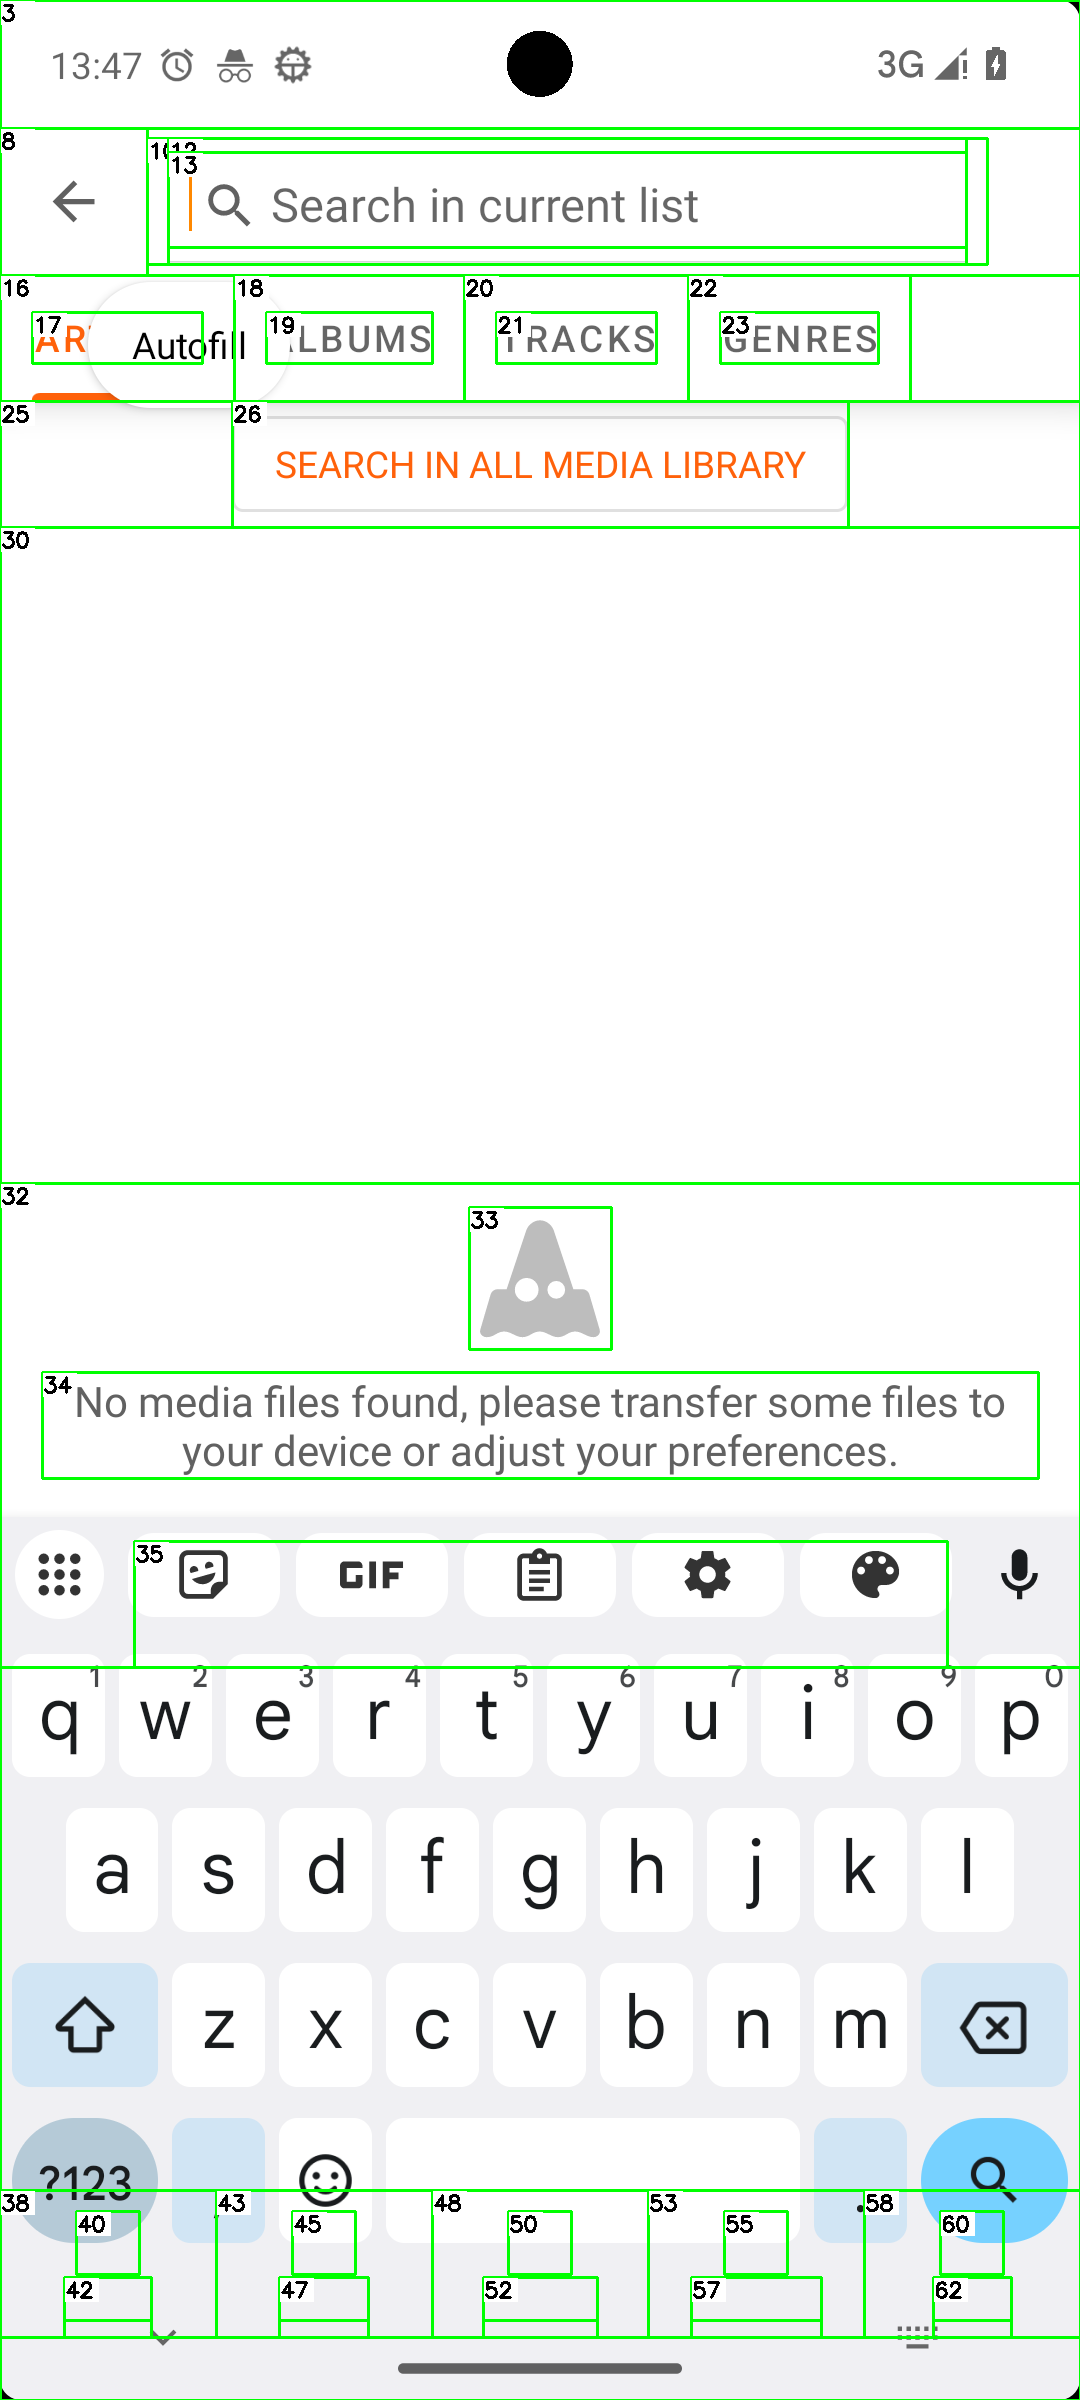 3
13:47
3G
8
10
12
13
Search in current list
16
18
20
22
17
AR
Autofill
19
LBUMS
21
TRACKS
23
GENRES
25
26
SEARCH IN ALL MEDIA LIBRARY
30
32
33
34
No media files found, please transfer some files to
your device or adjust your preferences.
35
GIF
1 2 3 4 5 6 7 8 9 0
q w e r t y u i o p
a s d f g h j k l
z x c v b n m
?123 , .
38 43 48 53 58
40 45 50 55 60
42 47 52 57 62